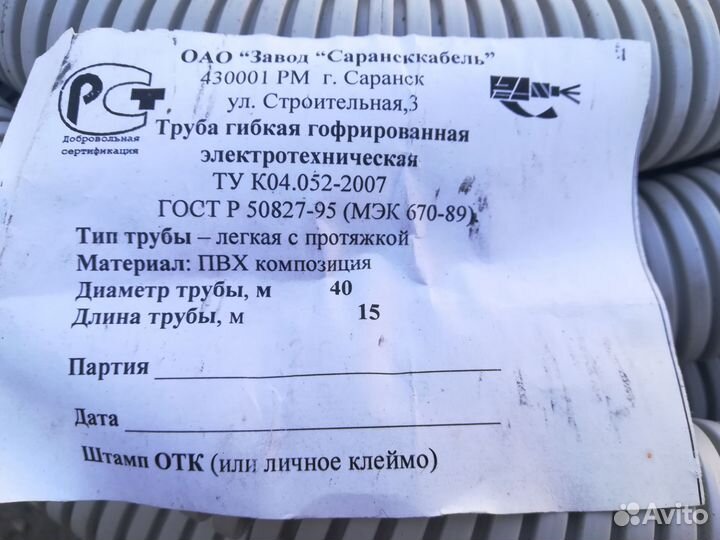 ОАО "Завод "Сарансккабель"
430001 РМ г. Саранск
ул. Строительная,3
РСТ
Добровольная
сертификация
Труба гибкая гофрированная
электротехническая
ТУ К04.052-2007
ГОСТ Р 50827-95 (МЭК 670-89)
Тип трубы – легкая с протяжкой
Материал: ПВХ композиция
Диаметр трубы, м 40
Длина трубы, м 15
Партия
Дата
Штамп ОТК (или личное клеймо)
Avito